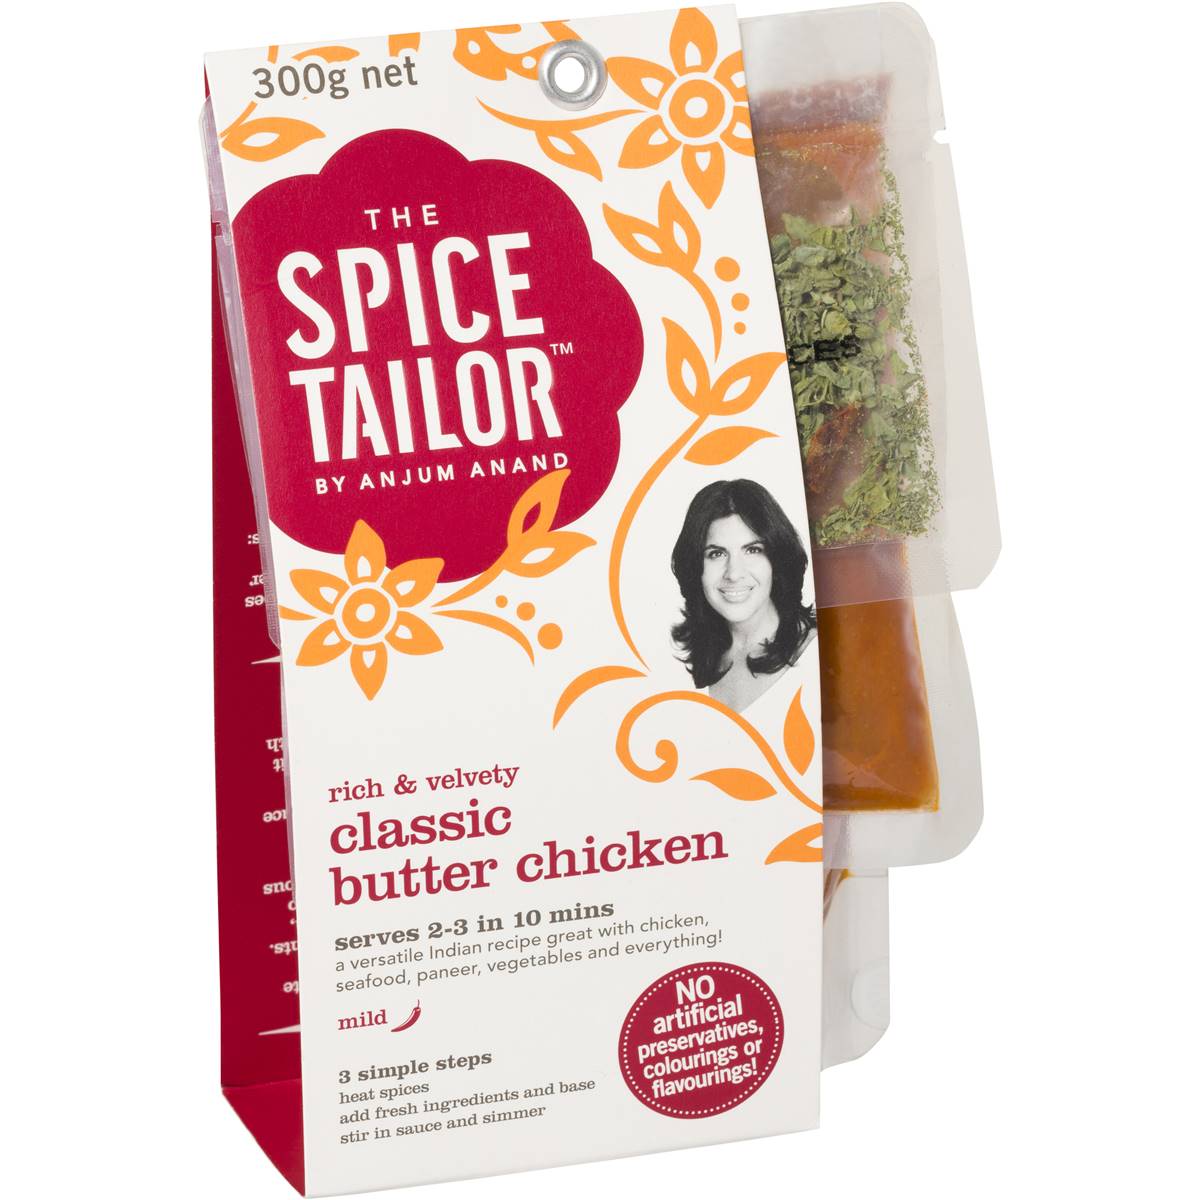 300g net
THE
SPICE
TAILOR™
BY ANJUM ANAND
rich & velvety
classic
butter chicken
serves 2-3 in 10 mins
a versatile Indian recipe great with chicken,
seafood, paneer, vegetables and everything!
mild
3 simple steps
heat spices
add fresh ingredients and base
stir in sauce and simmer
NO
artificial
preservatives,
colourings or
flavourings!